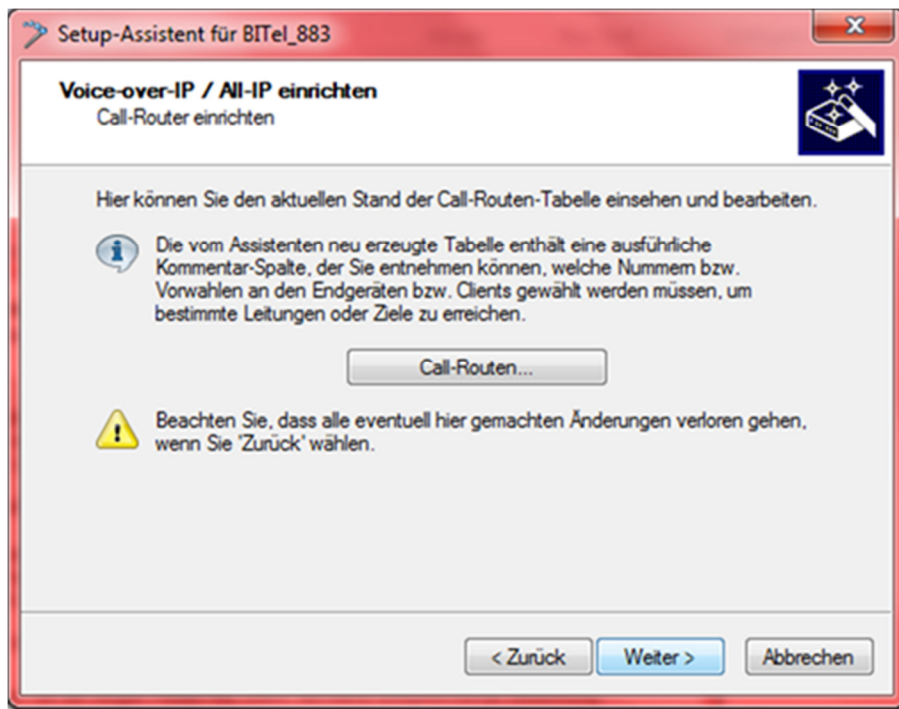 Setup-Assistent für BITel_883
Voice-over-IP / All-IP einrichten
Call-Router einrichten
Hier können Sie den aktuellen Stand der Call-Routen-Tabelle einsehen und bearbeiten.
Die vom Assistenten neu erzeugte Tabelle enthält eine ausführliche
Kommentar-Spalte, der Sie entnehmen können, welche Nummern bzw.
Vorwahlen an den Endgeräten bzw. Clients gewählt werden müssen, um
bestimmte Leitungen oder Ziele zu erreichen.
Call-Routen...
Beachten Sie, dass alle eventuell hier gemachten Änderungen verloren gehen,
wenn Sie 'Zurück' wählen.
< Zurück
Weiter >
Abbrechen